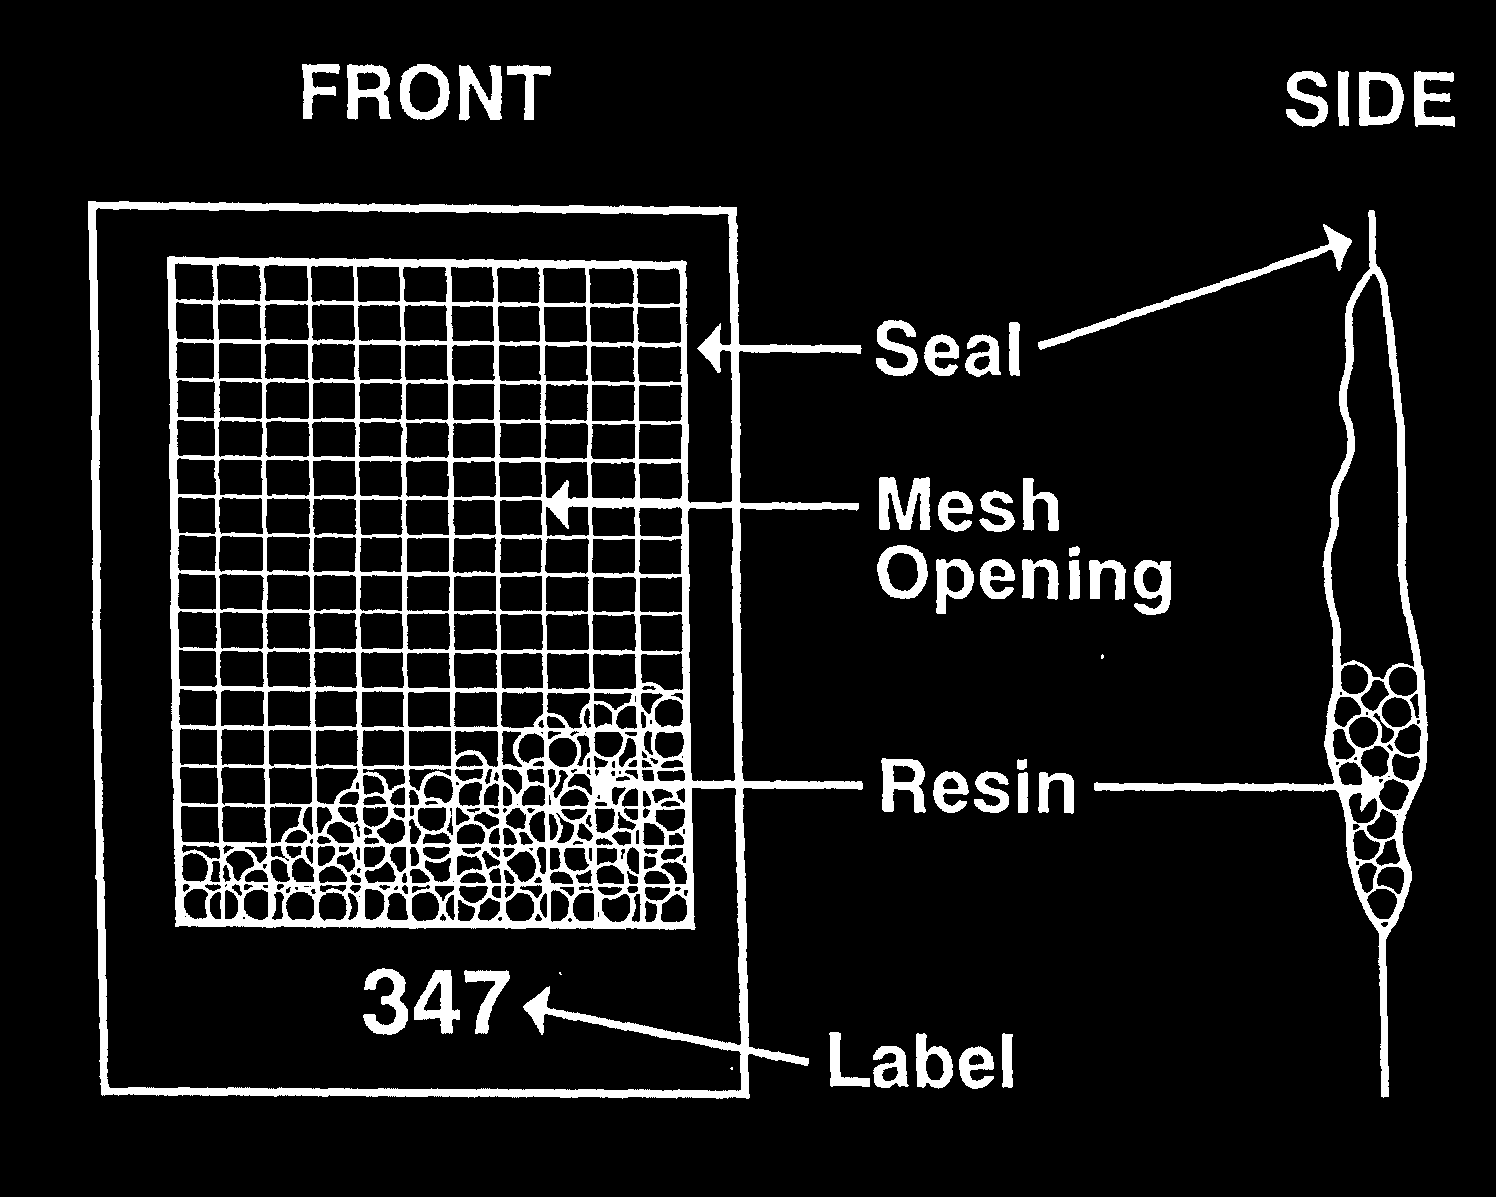 FRONT
SIDE
Seal
Mesh
Opening
Resin
347
Label